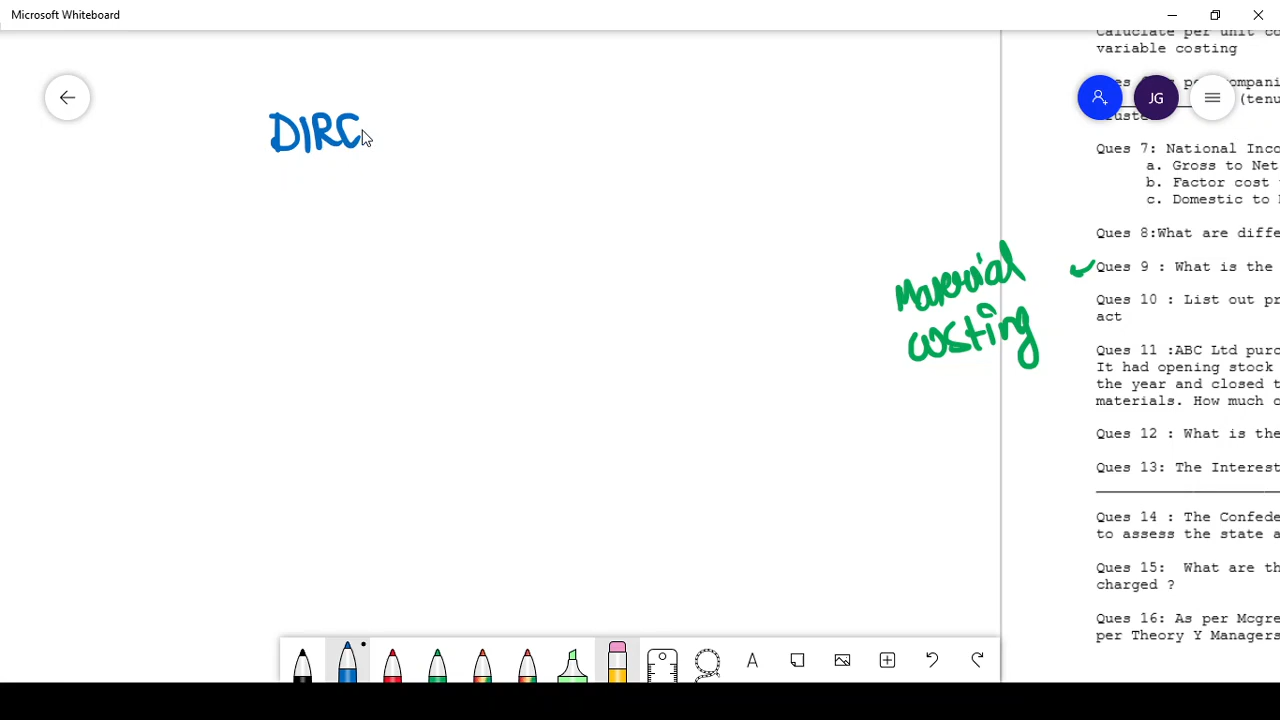 Microsoft Whiteboard
DIRC
Material
costing
JG
Caluclate per unit co
variable costing
(tenu
Ques 7: National Inco
a. Gross to Net
b. Factor cost
c. Domestic to
Ques 8:What are diffe
Ques 9 : What is the
Ques 10 : List out pr
act
Ques 11 :ABC Ltd purc
It had opening stock
the year and closed t
materials. How much o
Ques 12 : What is the
Ques 13: The Interest
Ques 14 : The Confede
to assess the state a
Ques 15: What are th
charged ?
Ques 16: As per Mcgre
per Theory Y Managers
A